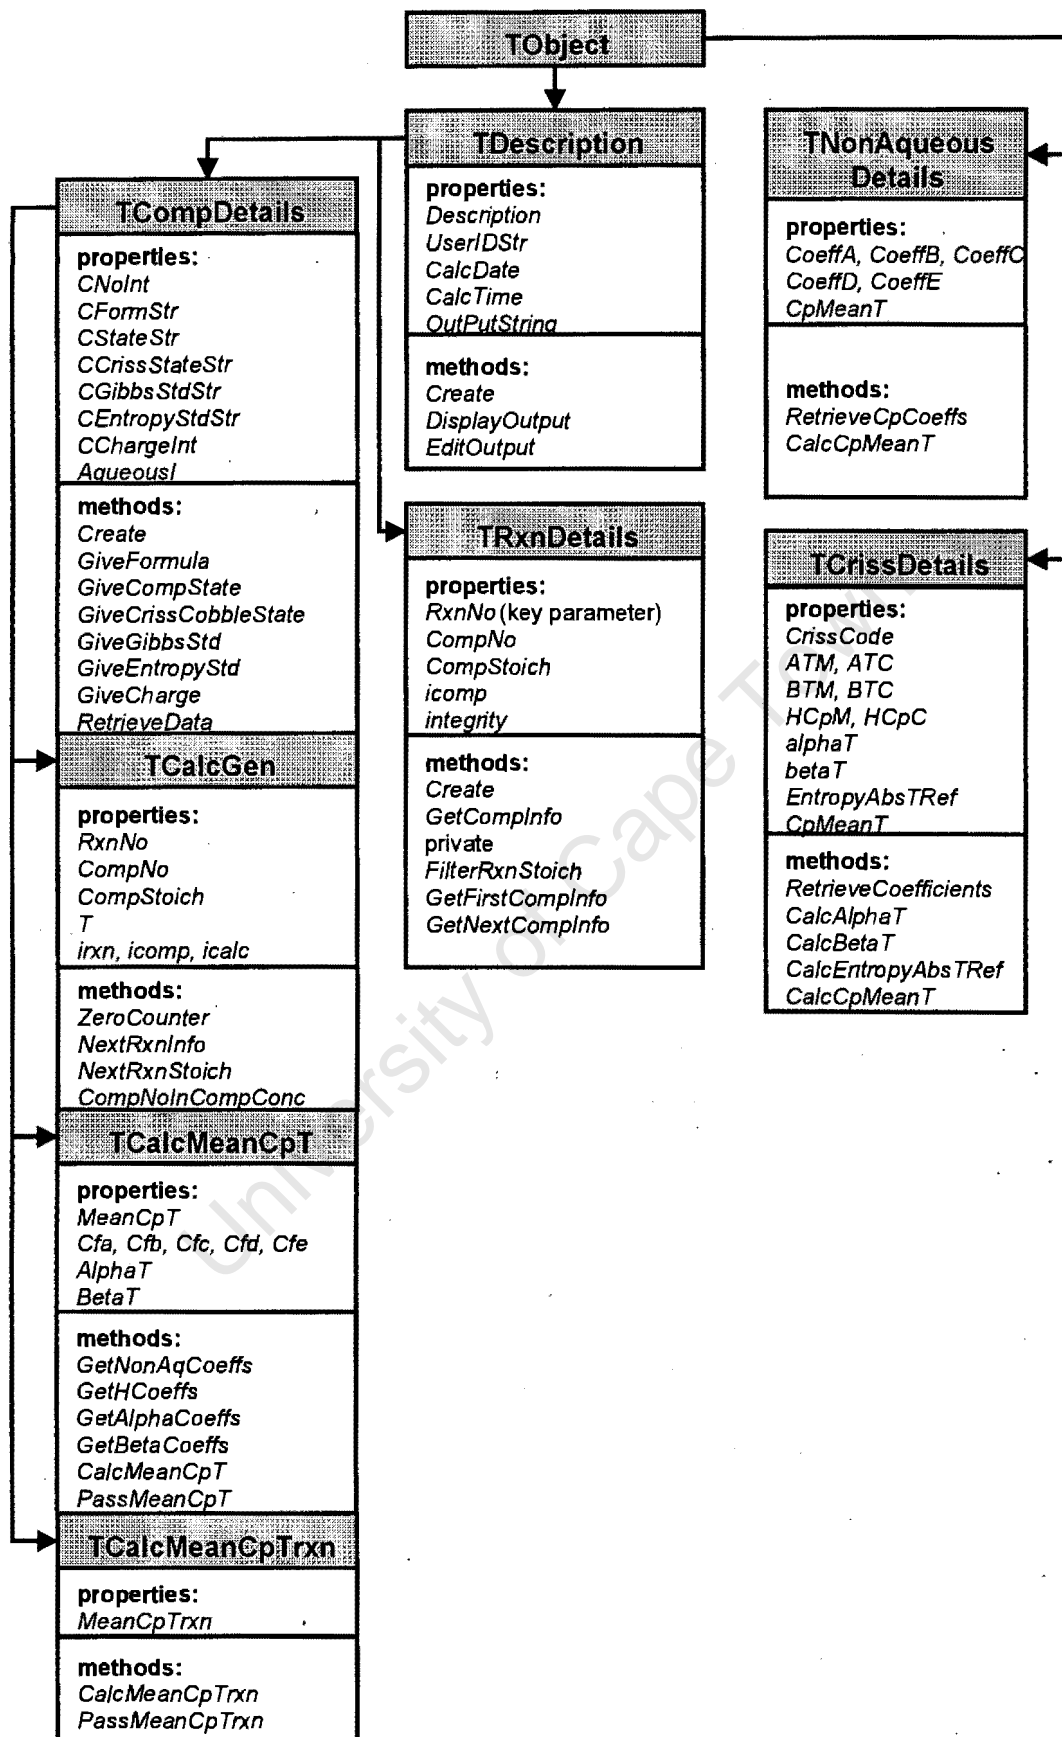 TObject
TDescription
properties:
Description
UserIDStr
CalcDate
CalcTime
OutPutString
methods:
Create
DisplayOutput
EditOutput
TNonAqueous
Details
properties:
CoeffA, CoeffB, CoeffC
CoeffD, CoeffE
CpMeanT
methods:
RetrieveCpCoeffs
CalcCpMeanT
TCompDetails
properties:
CNoInt
CFormStr
CStateStr
CCrissStateStr
CGibbsStdStr
CEntropyStdStr
CChargeInt
AqueousI
methods:
Create
GiveFormula
GiveCompState
GiveCrissCobbleState
GiveGibbsStd
GiveEntropyStd
GiveCharge
RetrieveData
TRxnDetails
properties:
RxnNo (key parameter)
CompNo
CompStoich
icomp
integrity
methods:
Create
GetCompInfo
private
FilterRxnStoich
GetFirstCompInfo
GetNextCompInfo
TCrissDetails
properties:
CrissCode
ATM, ATC
BTM, BTC
HCpM, HCpC
alphaT
betaT
EntropyAbsTRef
CpMeanT
methods:
RetrieveCoefficients
CalcAlphaT
CalcBetaT
CalcEntropyAbsTRef
CalcCpMeanT
TCalcGen
properties:
RxnNo
CompNo
CompStoich
T
irxn, icomp, icalc
methods:
ZeroCounter
NextRxnInfo
NextRxnStoich
CompNoInCompConc
TCalcMeanCpT
properties:
MeanCpT
Cfa, Cfb, Cfc, Cfd, Cfe
AlphaT
BetaT
methods:
GetNonAqCoeffs
GetHCoeffs
GetAlphaCoeffs
GetBetaCoeffs
CalcMeanCpT
PassMeanCpT
TCalcMeanCpTrxn
properties:
MeanCpTrxn
methods:
CalcMeanCpTrxn
PassMeanCpTrxn
University of Cape Town